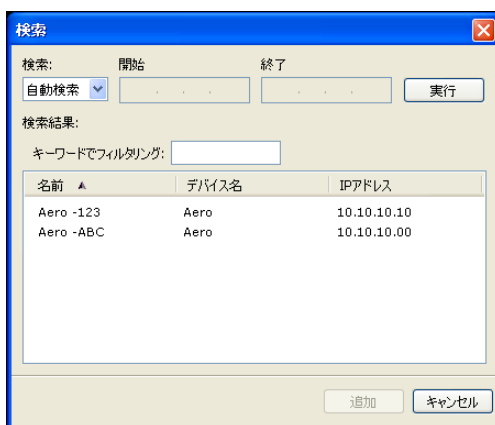 検索
検索: 開始 終了
自動検索 実行
検索結果:
キーワードでフィルタリング:
名前 デバイス名 IPアドレス
Aero -123 Aero 10.10.10.10
Aero -ABC Aero 10.10.10.00
追加 キャンセル